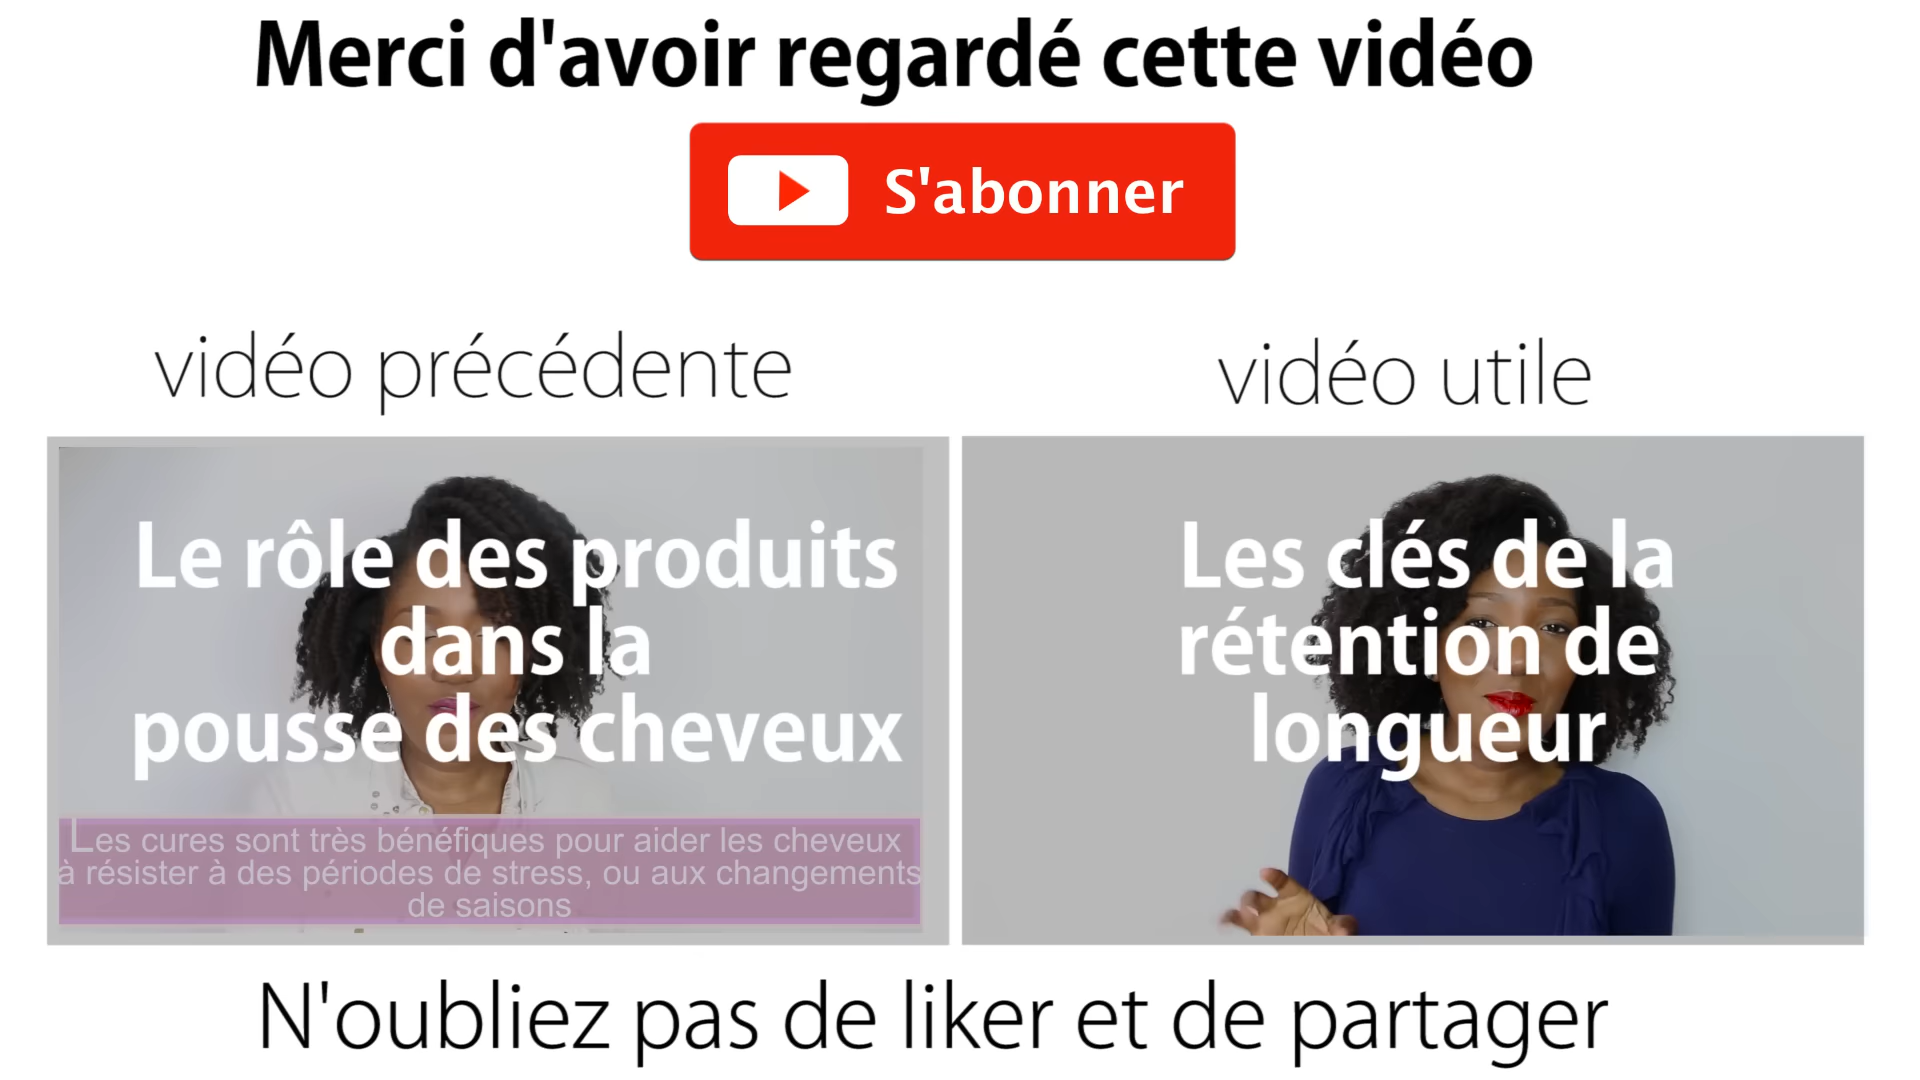 Merci d'avoir regardé cette vidéo
S'abonner
vidéo précédente
vidéo utile
Le rôle des produits
dans la
pousse des cheveux
Les cures sont très bénéfiques pour aider les cheveux
à résister à des périodes de stress, ou aux changements
de saisons
Les clés de la
rétention de
longueur
N'oubliez pas de liker et de partager